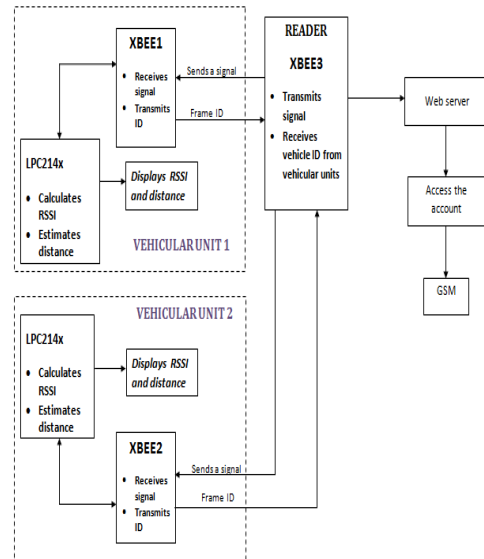 XBEE1
• Receives
signal
• Transmits
ID
Sends a signal
Frame ID
READER
XBEE3
• Transmits
signal
• Receives
vehicle ID from
vehicular units
Web server
Access the
account
GSM
LPC214x
• Calculates
RSSI
• Estimates
distance
Displays RSSI
and distance
VEHICULAR UNIT 1
VEHICULAR UNIT 2
LPC214x
• Calculates
RSSI
• Estimates
distance
Displays RSSI
and distance
XBEE2
• Receives
signal
• Transmits
ID
Sends a signal
Frame ID